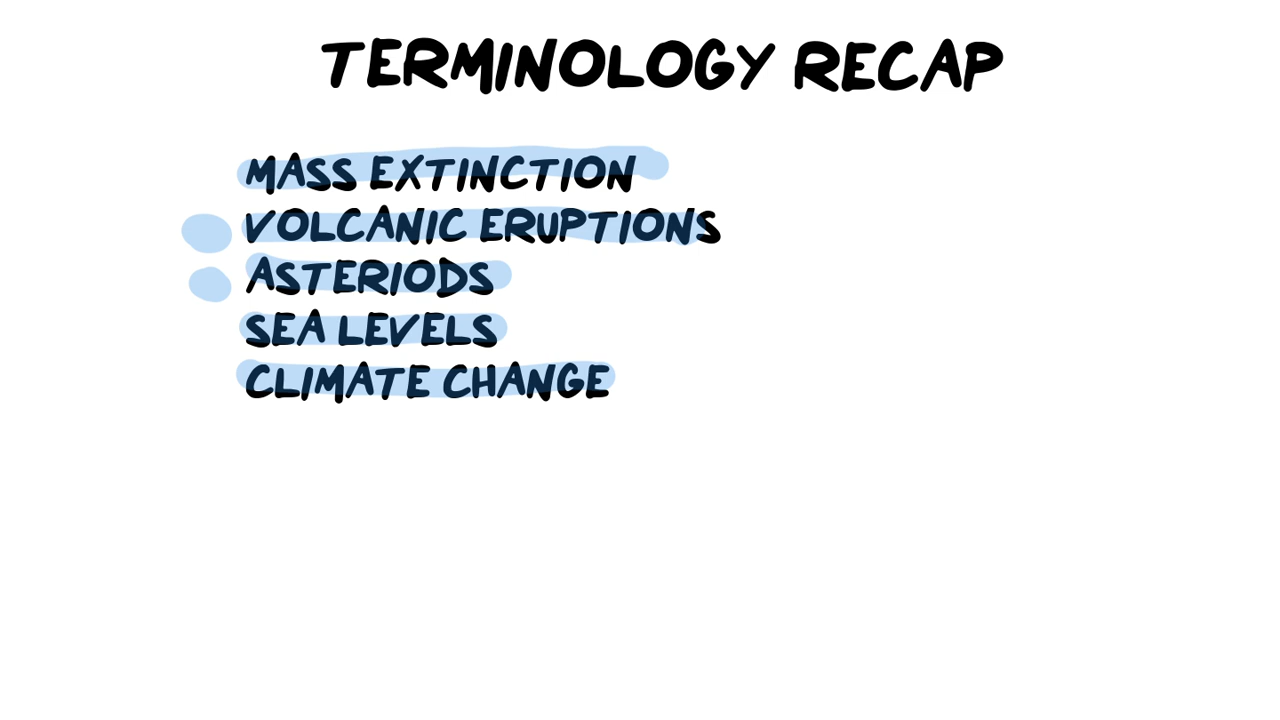 TERMINOLOGY RECAP
MASS EXTINCTION
VOLCANIC ERUPTIONS
ASTERIODS
SEA LEVELS
CLIMATE CHANGE